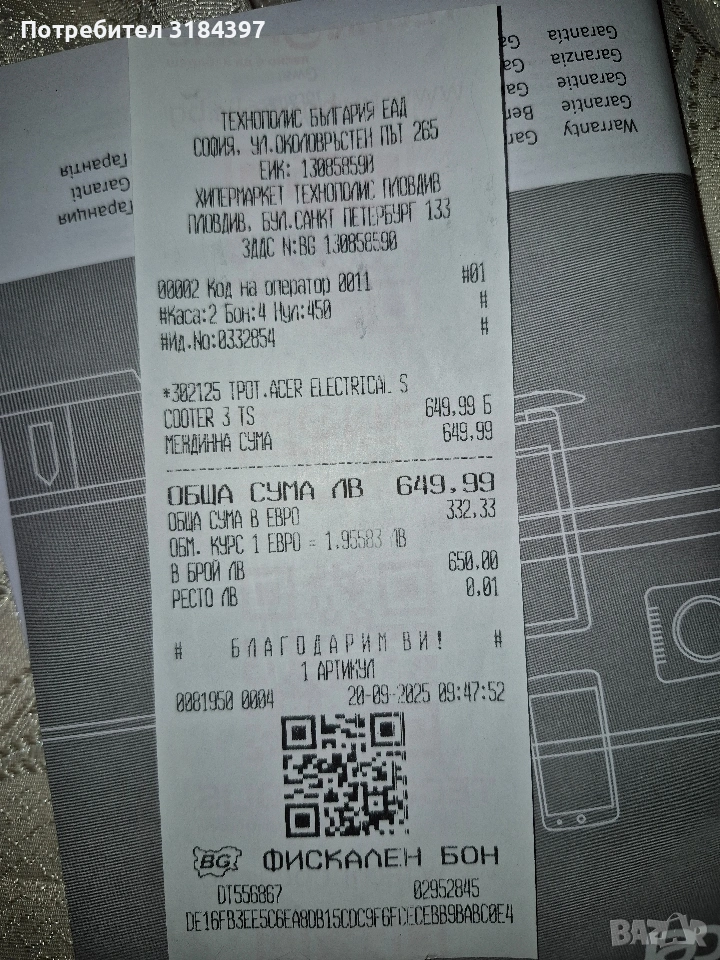 Потребител 3184397
Garantía
Garanzia
Garantie
Garantie
Warranty
Гарантія
Garanti
Гаранция
ТЕХНОПОЛИС БЪЛГАРИЯ ЕАД
СОФИЯ, УЛ.ОКОЛОВРЪСТЕН ПЪТ 265
ЕИК: 130858590
ХИПЕРМАРКЕТ ТЕХНОПОЛИС ПЛОВДИВ
ПЛОВДИВ, БУЛ.САНКТ ПЕТЕРБУРГ 133
ЗДДС N:BG 130858590
00002 Код на оператор 0011 #01
#Каса:2 Бон:4 Нул:450 #
#Ид.No:0332854 #
*302125 ТРОТ.ACER ELECTRICAL S
COOTER 3 TS 649,99 Б
МЕЖДИННА СУМА 649,99
ОБЩА СУМА ЛВ 649,99
ОБЩА СУМА В ЕВРО 332,33
ОБМ. КУРС 1 ЕВРО = 1.95583 ЛВ
В БРОЙ ЛВ 650,00
РЕСТО ЛВ 0,01
# БЛАГОДАРИМ ВИ! #
1 АРТИКУЛ
0081950 0004 20-09-2025 09:47:52
BG ФИСКАЛЕН БОН
DT556867 02952845
BAZAR